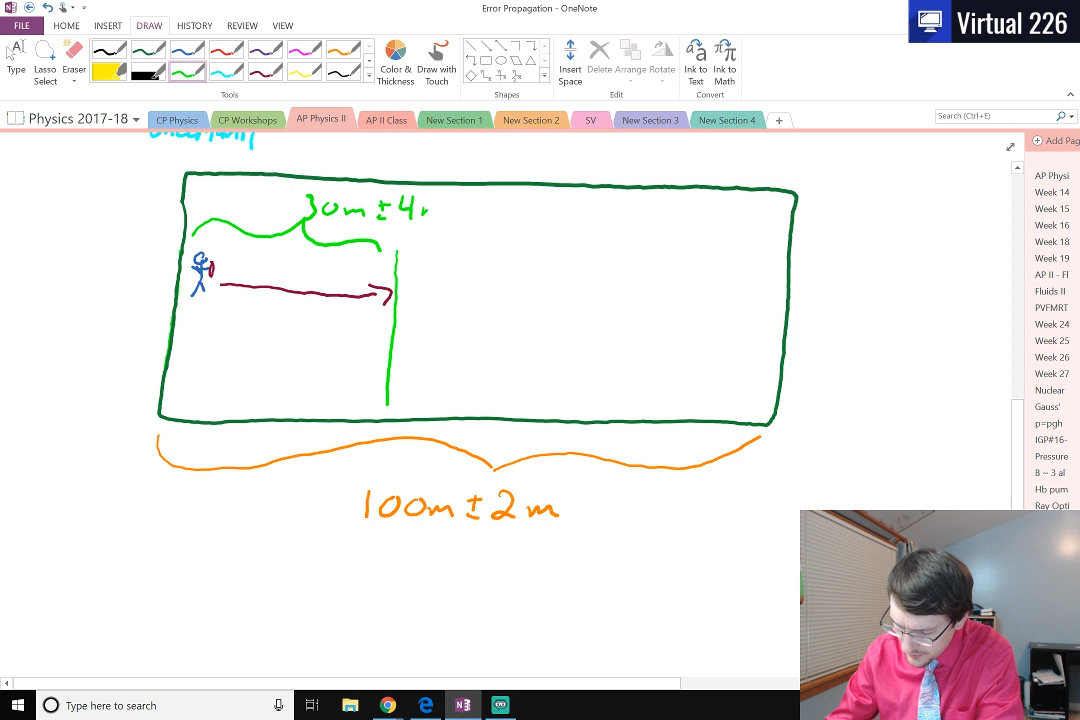 Error Propagation - OneNote
Virtual 226
FILE HOME INSERT DRAW HISTORY REVIEW VIEW
Type
Lasso Select
Eraser
Color & Thickness
Draw with Touch
Insert Space
Delete
Arrange
Rotate
Ink to Text
Ink to Math
Tools
Shapes
Edit
Convert
Physics 2017-18
CP Physics
CP Workshops
AP Physics II
AP II Class
New Section 1
New Section 2
SV
New Section 3
New Section 4
Search (Ctrl+E)
Add Pag
AP Physi
Week 14
Week 15
Week 16
Week 18
Week 19
AP II - Fl
Fluids II
PVFMRT
Week 24
Week 25
Week 26
Week 27
Nuclear
Gauss'
p=pgh
IGP#16-
Pressure
B ~ 3 al
Hb pum
Ray Opti
30m ± 4
100m ± 2m
Type here to search